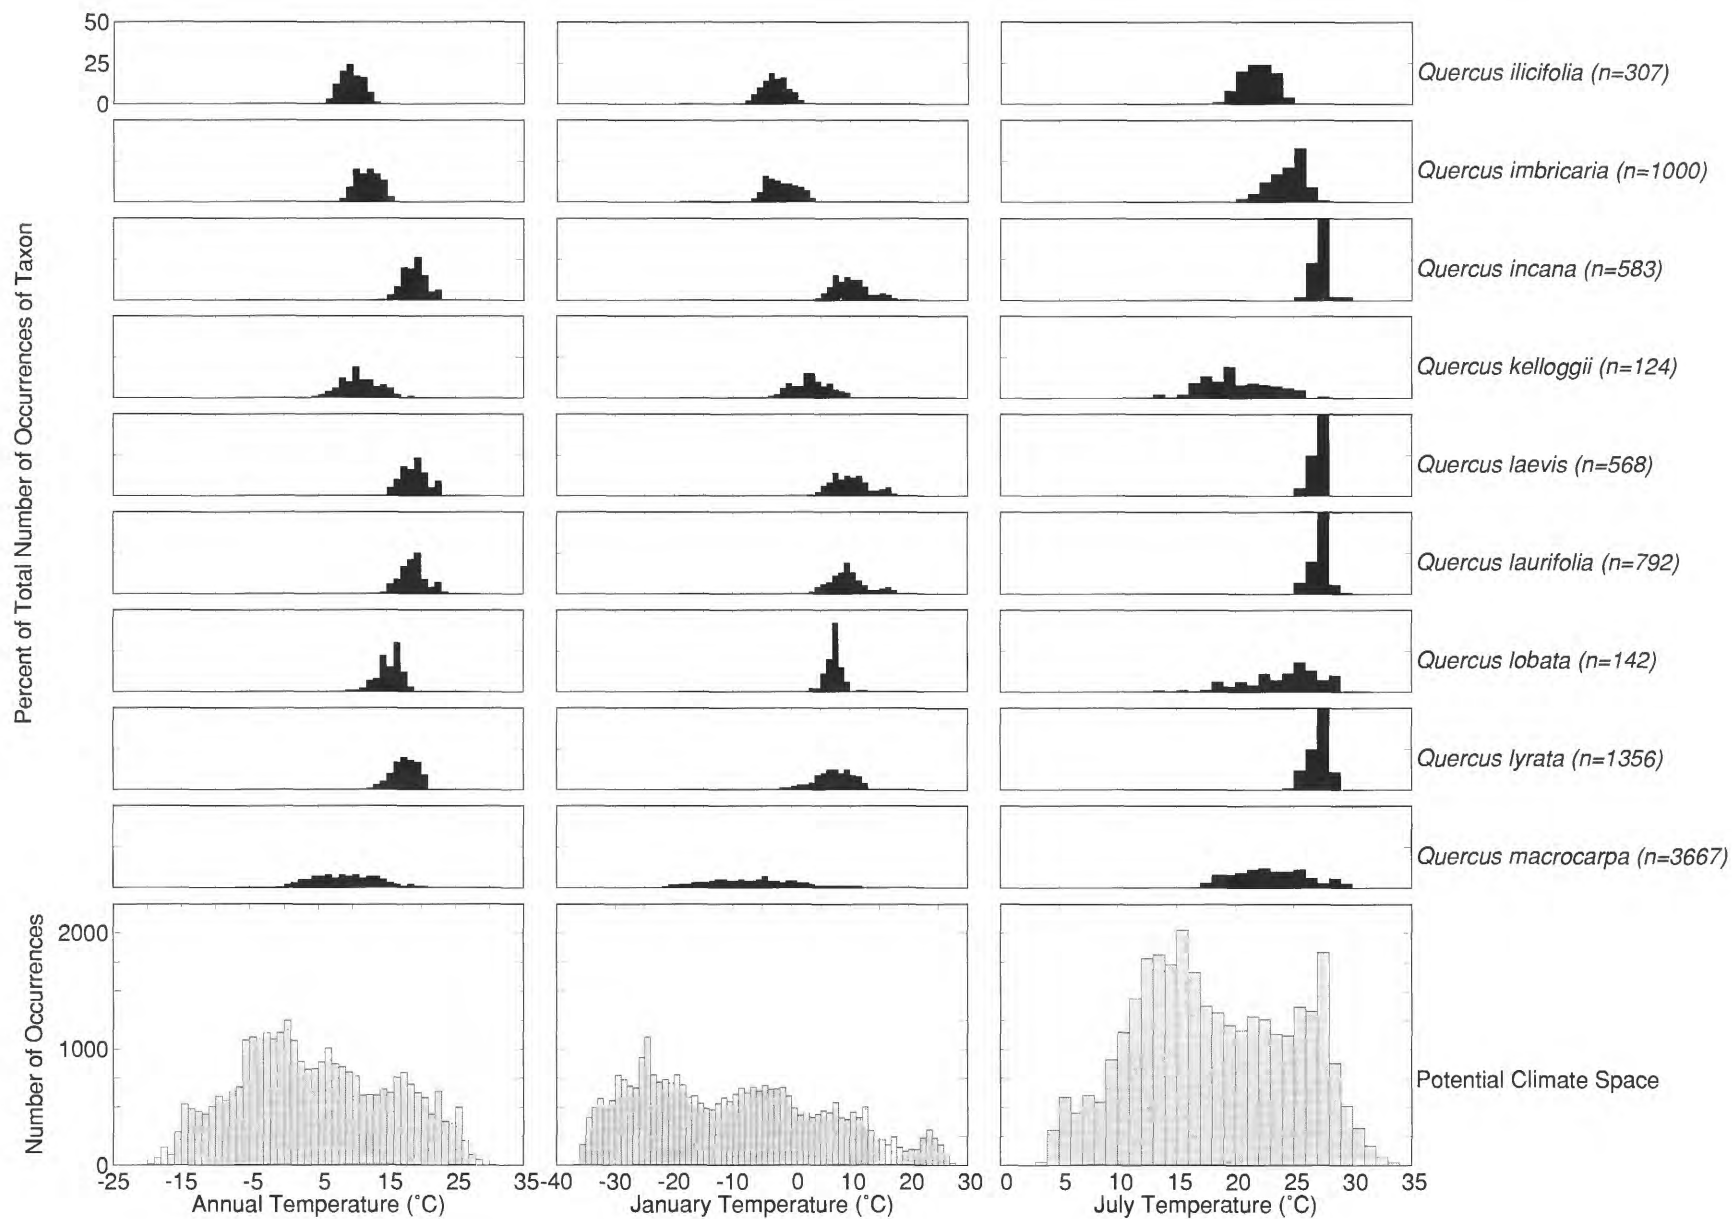 50
25
0
Quercus ilicifolia (n=307)
Quercus imbricaria (n=1000)
Quercus incana (n=583)
Quercus kelloggii (n=124)
Quercus laevis (n=568)
Quercus laurifolia (n=792)
Quercus lobata (n=142)
Quercus lyrata (n=1356)
Quercus macrocarpa (n=3667)
Percent of Total Number of Occurrences of Taxon
Number of Occurrences
2000
1000
0
Potential Climate Space
-25 -15 -5 5 15 25 35
-40 -30 -20 -10 0 10 20 30
0 5 10 15 20 25 30 35
Annual Temperature (°C)
January Temperature (°C)
July Temperature (°C)